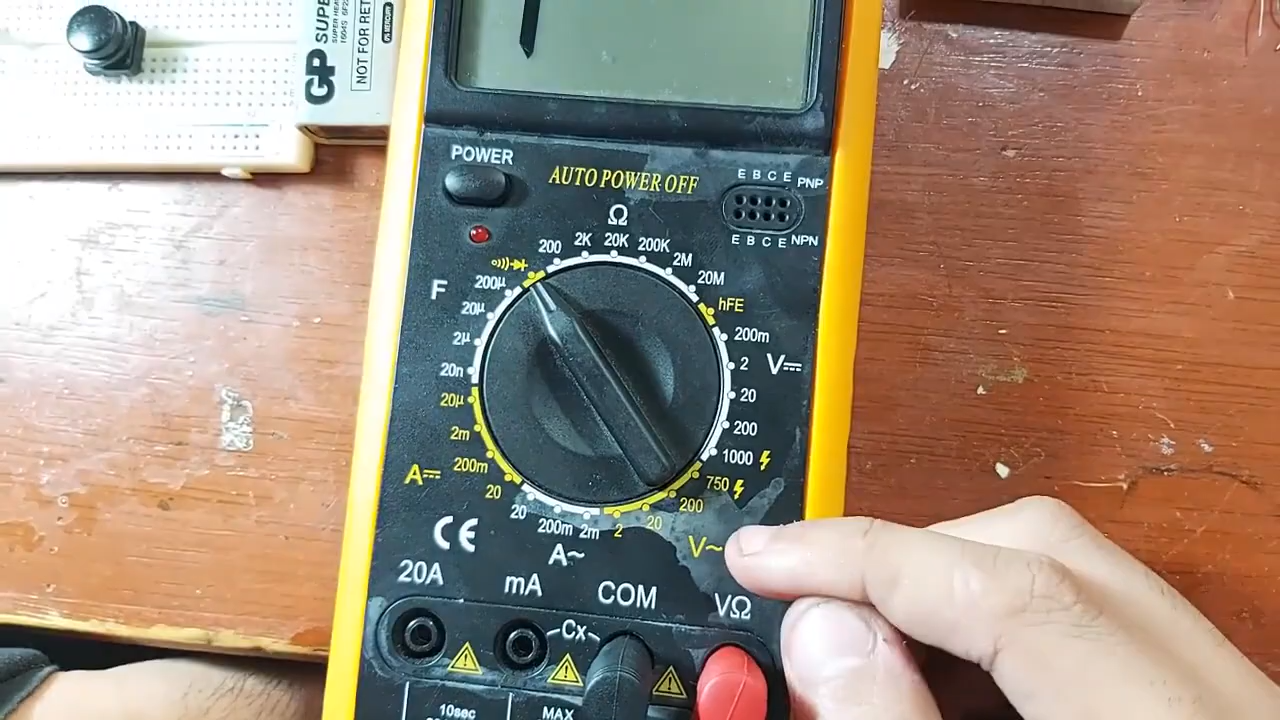 GP
SUPE
NOT FOR RET
POWER
AUTO POWER OFF
E B C E PNP
E B C E NPN
Ω
200 2K 20K 200K 2M 20M
hFE
200m
2 V
20
200
1000
750
200
20
2
V~
F
200μ
20μ
2μ
20n
20μ
2m
200m
20
A
20
200m
2m
A~
CE
20A mA COM VΩ
Cx
10sec
MAX